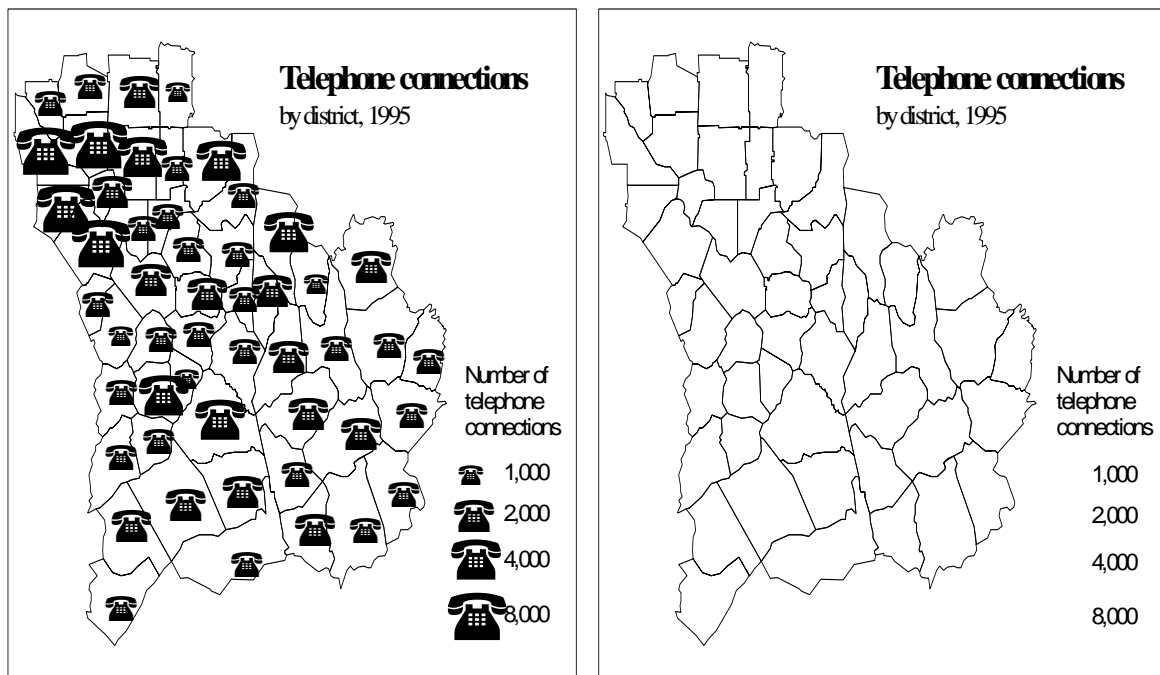 Telephone connections
by district, 1995
Number of
telephone
connections
1,000
2,000
4,000
8,000
Telephone connections
by district, 1995
Number of
telephone
connections
1,000
2,000
4,000
8,000